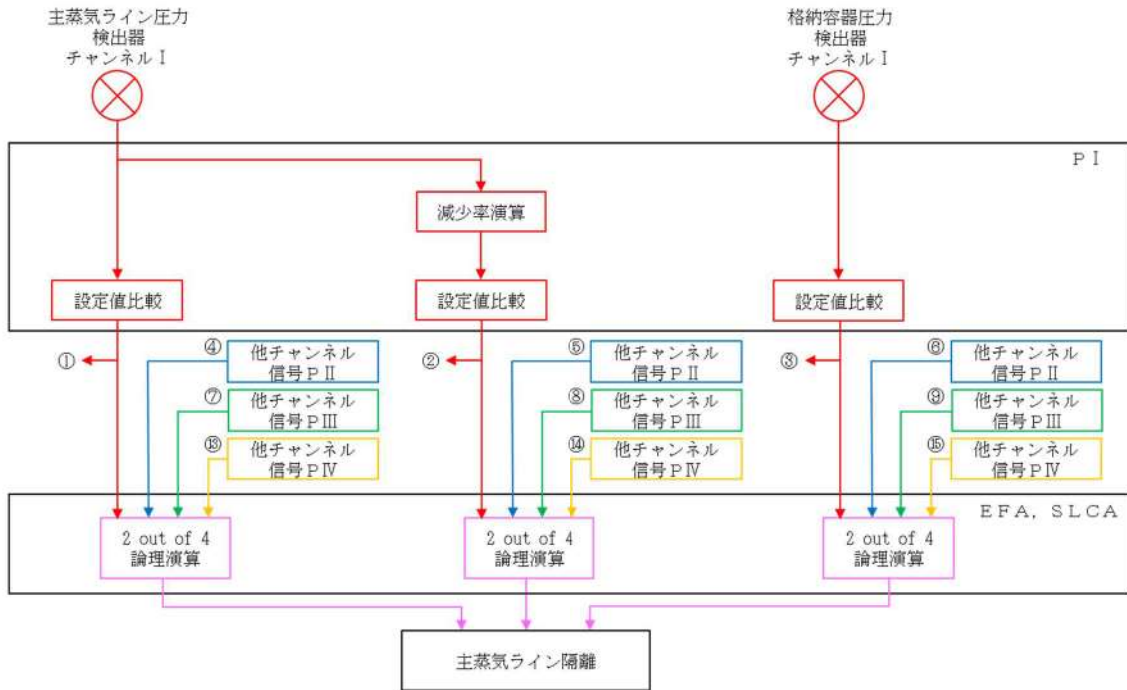 主蒸気ライン圧力
検出器
チャンネルⅠ
格納容器圧力
検出器
チャンネルⅠ
ＰⅠ
減少率演算
設定値比較
設定値比較
設定値比較
①
④
他チャンネル
信号ＰⅡ
⑦
他チャンネル
信号ＰⅢ
⑬
他チャンネル
信号ＰⅣ
②
⑤
他チャンネル
信号ＰⅡ
⑧
他チャンネル
信号ＰⅢ
⑭
他チャンネル
信号ＰⅣ
③
⑥
他チャンネル
信号ＰⅡ
⑨
他チャンネル
信号ＰⅢ
⑮
他チャンネル
信号ＰⅣ
ＥＦＡ，ＳＬＣＡ
2 out of 4
論理演算
2 out of 4
論理演算
2 out of 4
論理演算
主蒸気ライン隔離